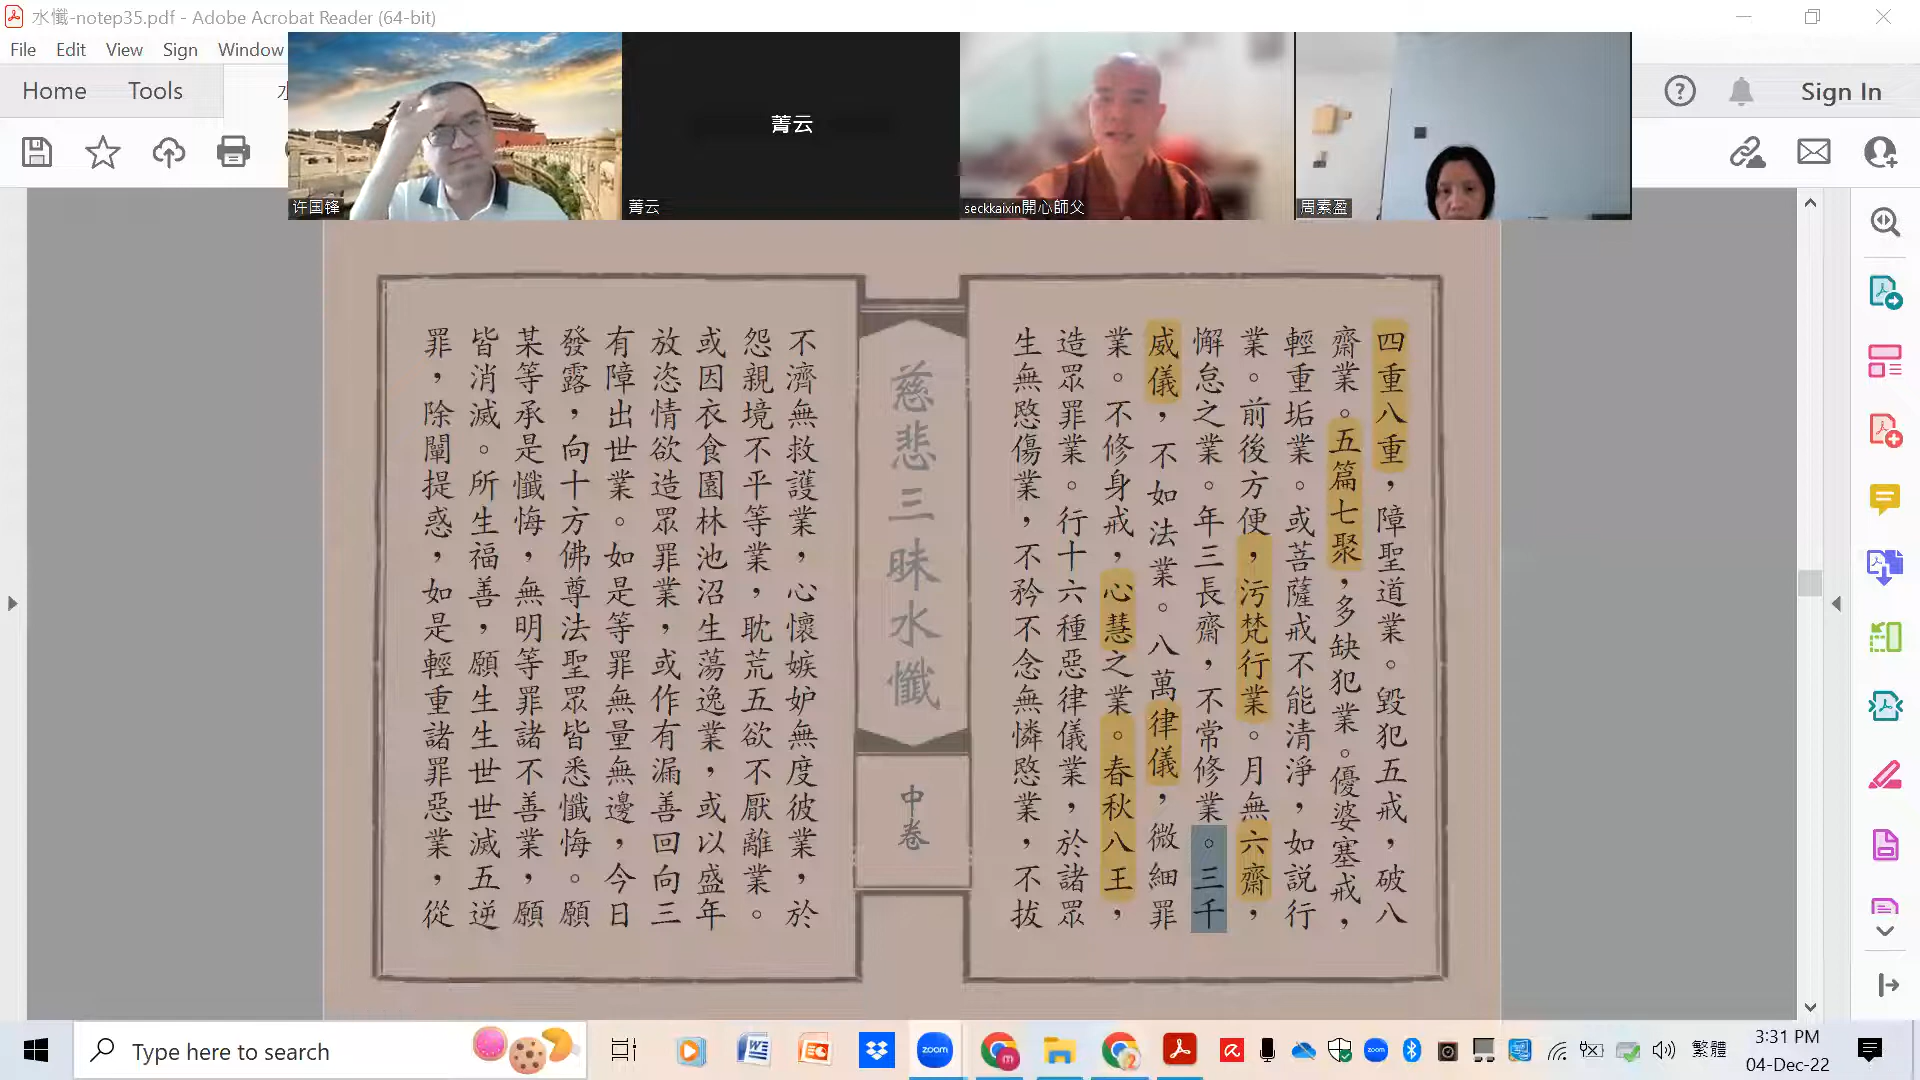 水懺-notep35.pdf - Adobe Acrobat Reader (64-bit)
File Edit View Sign Window
Home Tools
Sign In
菁云
许国锋
菁云
seckkaixin開心師父
周素盈
四重八重，障聖道業。毀犯五戒，破八
齋業。五篇七聚，多缺犯業。優婆塞戒，
輕重垢業。或菩薩戒不能清淨，如説行
業。前後方便，污梵行業。月無六齋，
懈怠之業。年三長齋，不常修業。三千
威儀，不如法業。八萬律儀，微細罪
業。不修身戒，心慧之業。春秋八王，
造眾罪業。行十六種惡律儀業，於諸眾
生無愍傷業，不矜不念無憐愍業，不拔
慈悲三昧水懺
中卷
不濟無救護業，心懷嫉妒無度彼業，於
怨親境不平等業，耽荒五欲不厭離業。
或因衣食園林池沼生蕩逸業，或以盛年
放恣情欲造眾罪業，或作有漏善回向三
有障出世業。如是等罪無量無邊，今日
發露，向十方佛尊法聖眾皆悉懺悔。願
某等承是懺悔，無明等罪諸不善業，願
皆消滅。所生福善，願生生世世滅五逆
罪，除闡提惑，如是輕重諸罪惡業，從
Type here to search
zoom
zoom
繁體
3:31 PM
04-Dec-22